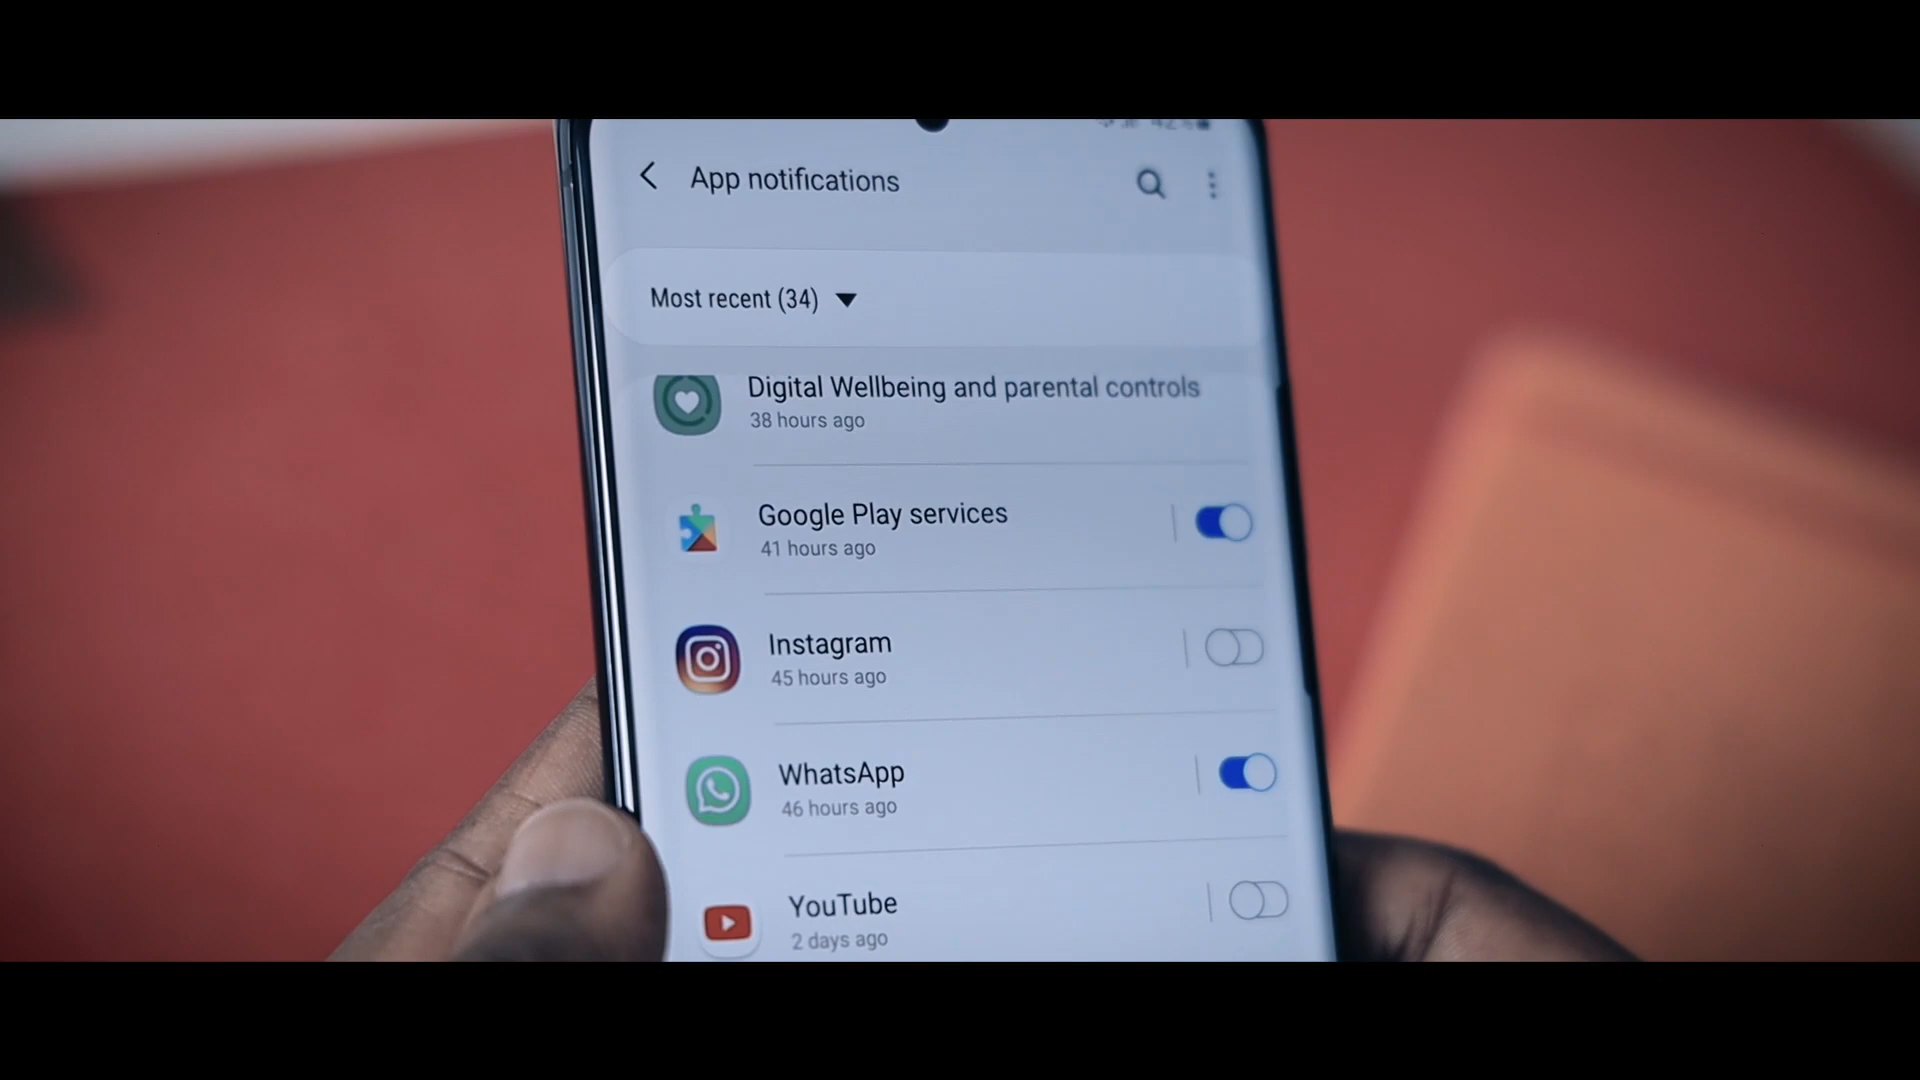 App notifications
Most recent (34)
Digital Wellbeing and parental controls
38 hours ago
Google Play services
41 hours ago
Instagram
45 hours ago
WhatsApp
46 hours ago
YouTube
2 days ago